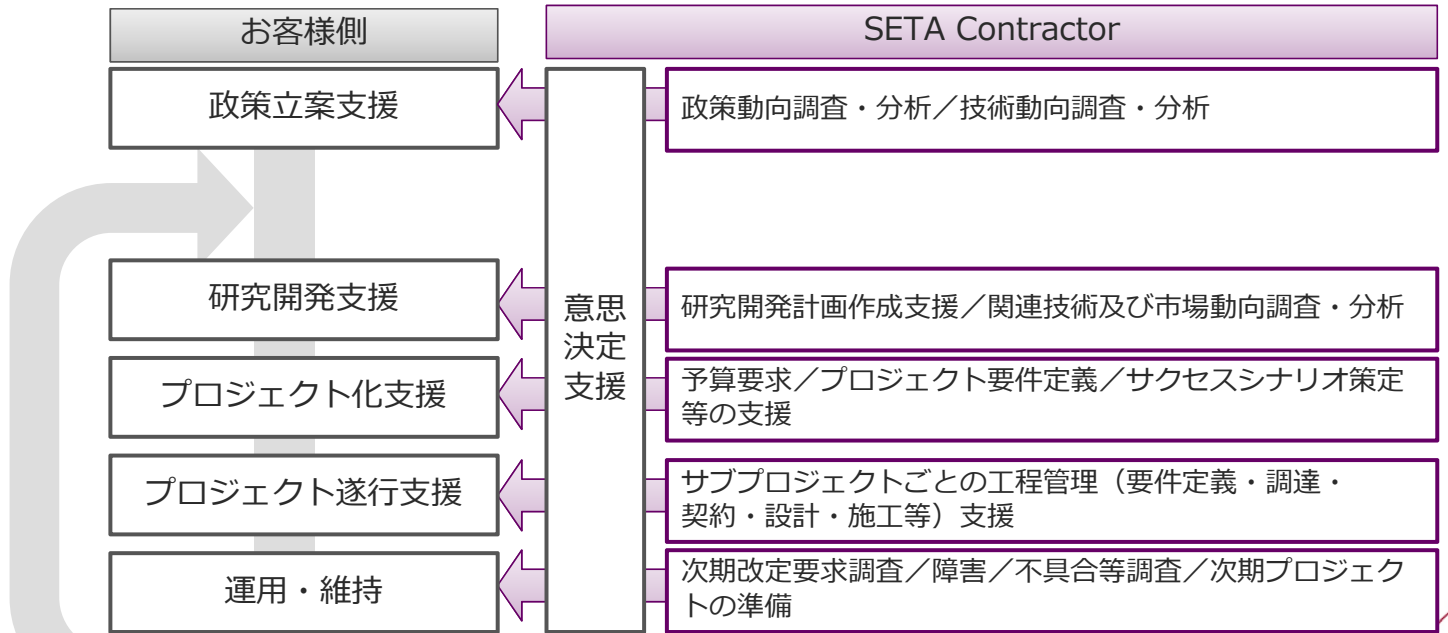 お客様側
SETA Contractor
政策立案支援
政策動向調査・分析／技術動向調査・分析
研究開発支援
意思
決定
支援
研究開発計画作成支援／関連技術及び市場動向調査・分析
プロジェクト化支援
予算要求／プロジェクト要件定義／サクセスシナリオ策定
等の支援
プロジェクト遂行支援
サブプロジェクトごとの工程管理（要件定義・調達・
契約・設計・施工等）支援
運用・維持
次期改定要求調査／障害／不具合等調査／次期プロジェク
トの準備